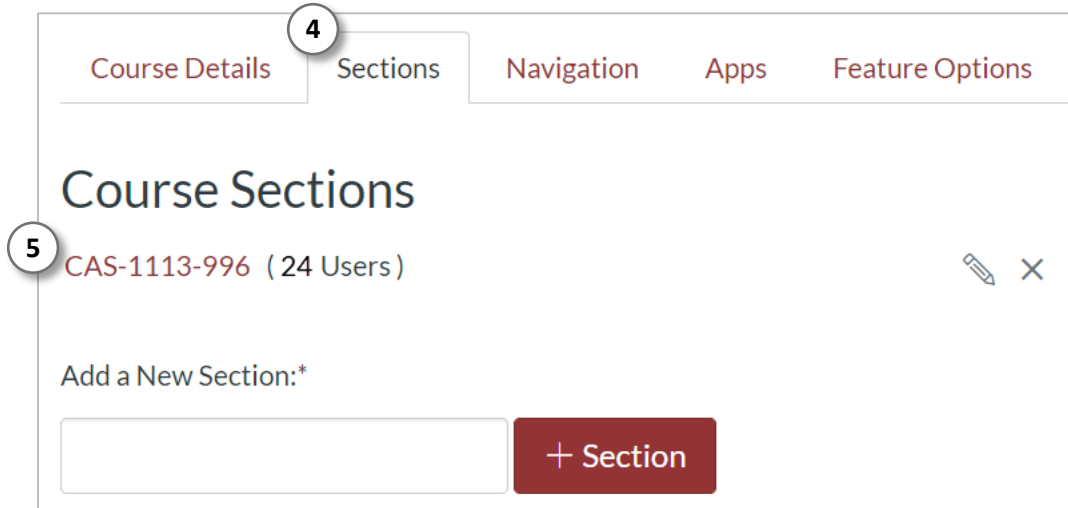 4
Course Details Sections Navigation Apps Feature Options
Course Sections
5
CAS-1113-996 ( 24 Users )
Add a New Section:*
+ Section